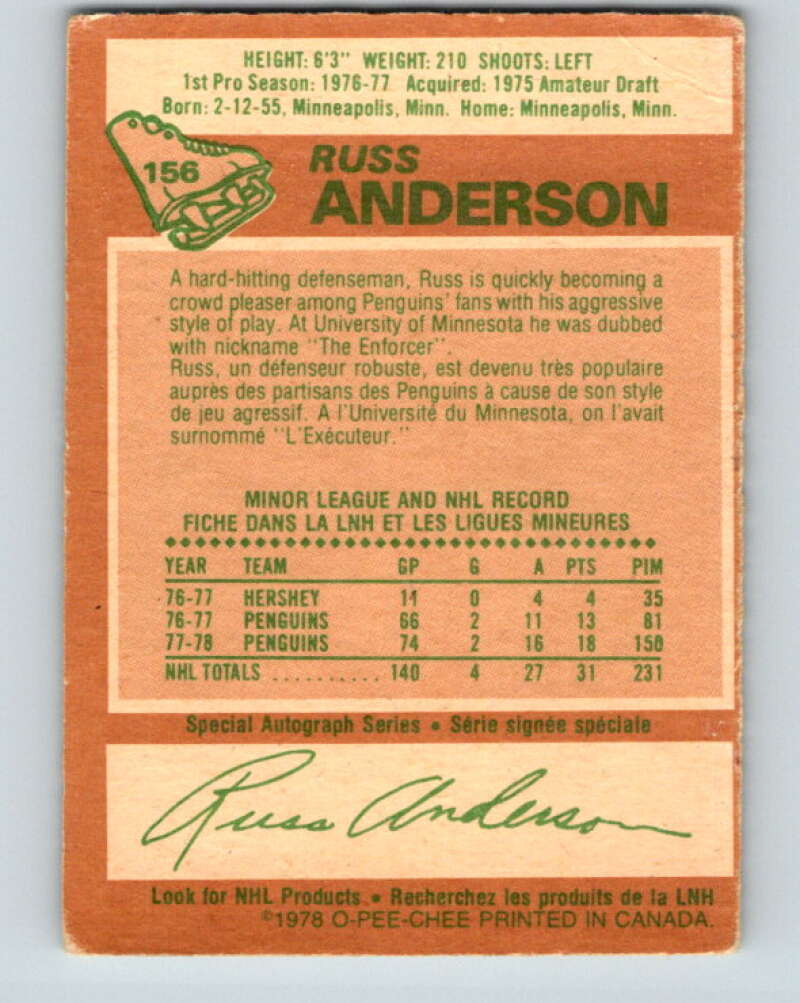 HEIGHT: 6'3" WEIGHT: 210 SHOOTS: LEFT
1st Pro Season: 1976-77 Acquired: 1975 Amateur Draft
Born: 2-12-55, Minneapolis, Minn. Home: Minneapolis, Minn.
156
RUSS
ANDERSON
A hard-hitting defenseman, Russ is quickly becoming a
crowd pleaser among Penguins' fans with his aggressive
style of play. At University of Minnesota he was dubbed
with nickname "The Enforcer".
Russ, un défenseur robuste, est devenu très populaire
auprès des partisans des Penguins à cause de son style
de jeu agressif. A l'Université du Minnesota, on l'avait
surnommé "L'Exécuteur."
MINOR LEAGUE AND NHL RECORD
FICHE DANS LA LNH ET LES LIGUES MINEURES
YEAR TEAM GP G A PTS PIM
76-77 HERSHEY 11 0 4 4 35
76-77 PENGUINS 66 2 11 13 81
77-78 PENGUINS 74 2 16 18 150
NHL TOTALS .......... 140 4 27 31 231
Special Autograph Series • Série signée spéciale
Russ Anderson
Look for NHL Products • Recherchez les produits de la LNH
©1978 O-PEE-CHEE PRINTED IN CANADA.